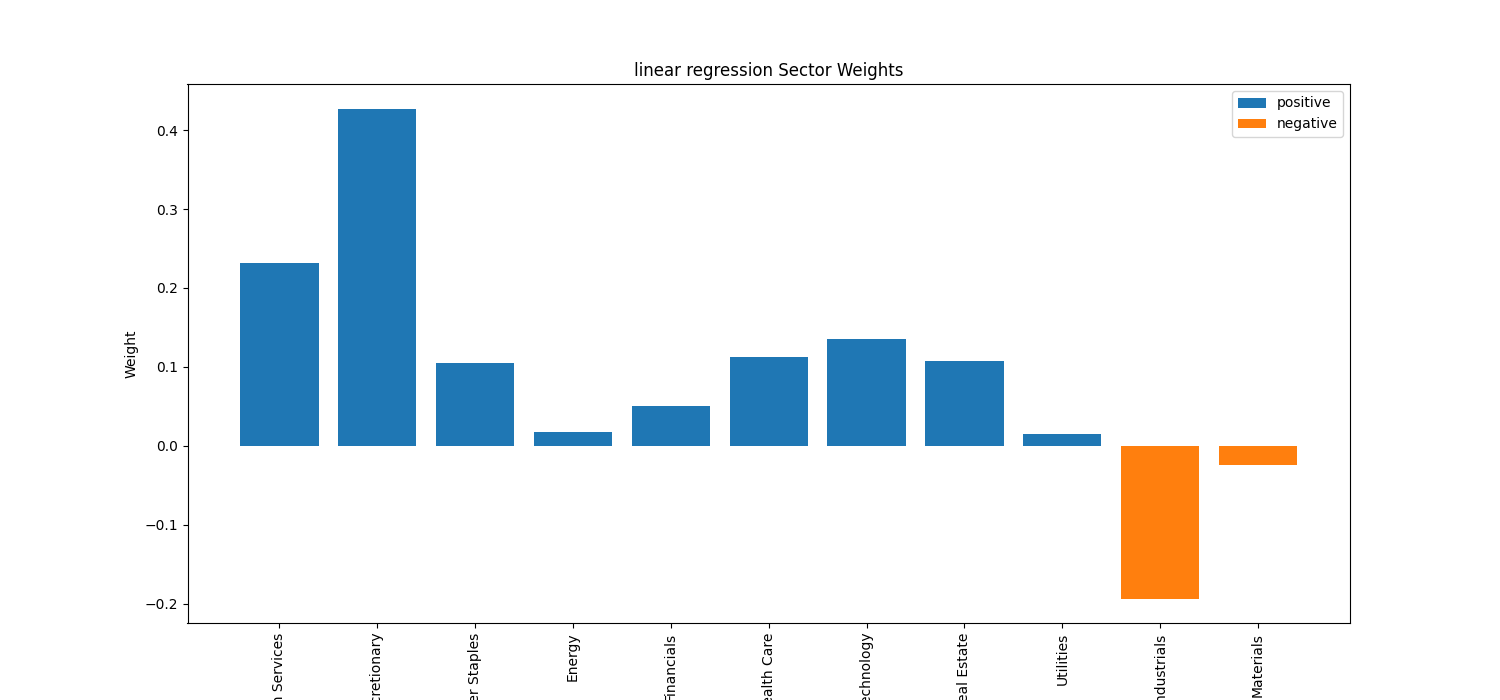 linear regression Sector Weights
positive
negative
0.4
0.3
0.2
0.1
0.0
−0.1
−0.2
Weight
n Services
cretionary
er Staples
Energy
Financials
ealth Care
echnology
eal Estate
Utilities
ndustrials
Materials